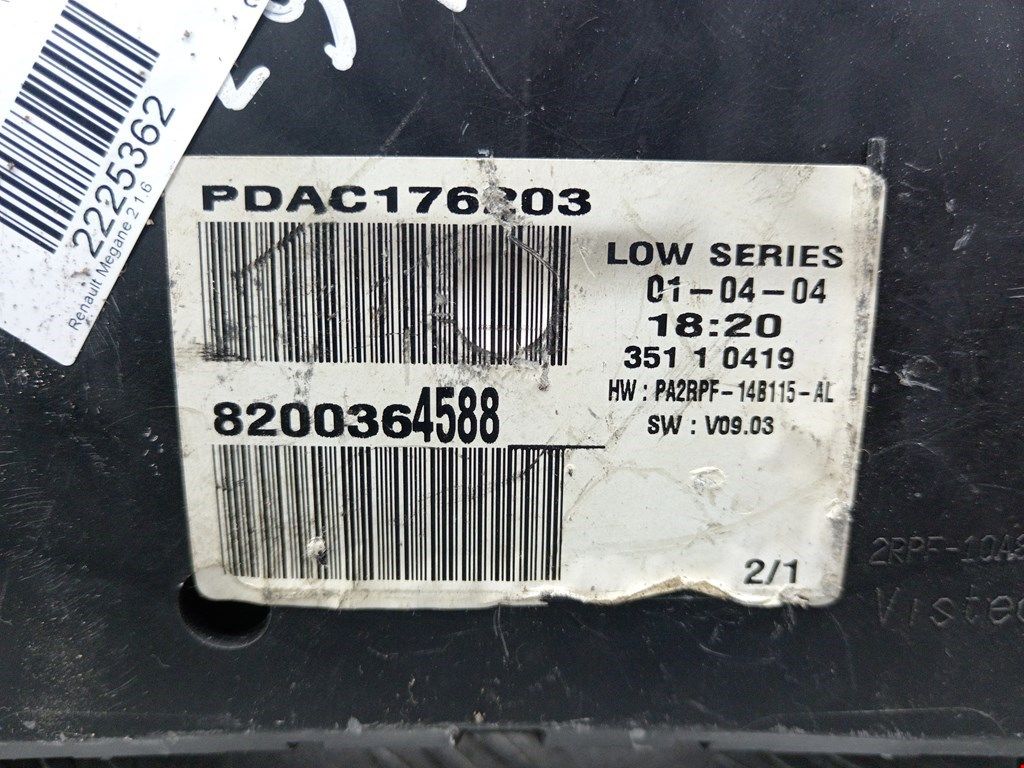 2225362
Renault Megane 2 1.6
PDAC176203
LOW SERIES
01-04-04
18:20
351 1 0419
HW : PA2RPF-14B115-AL
SW : V09.03
8200364588
2/1